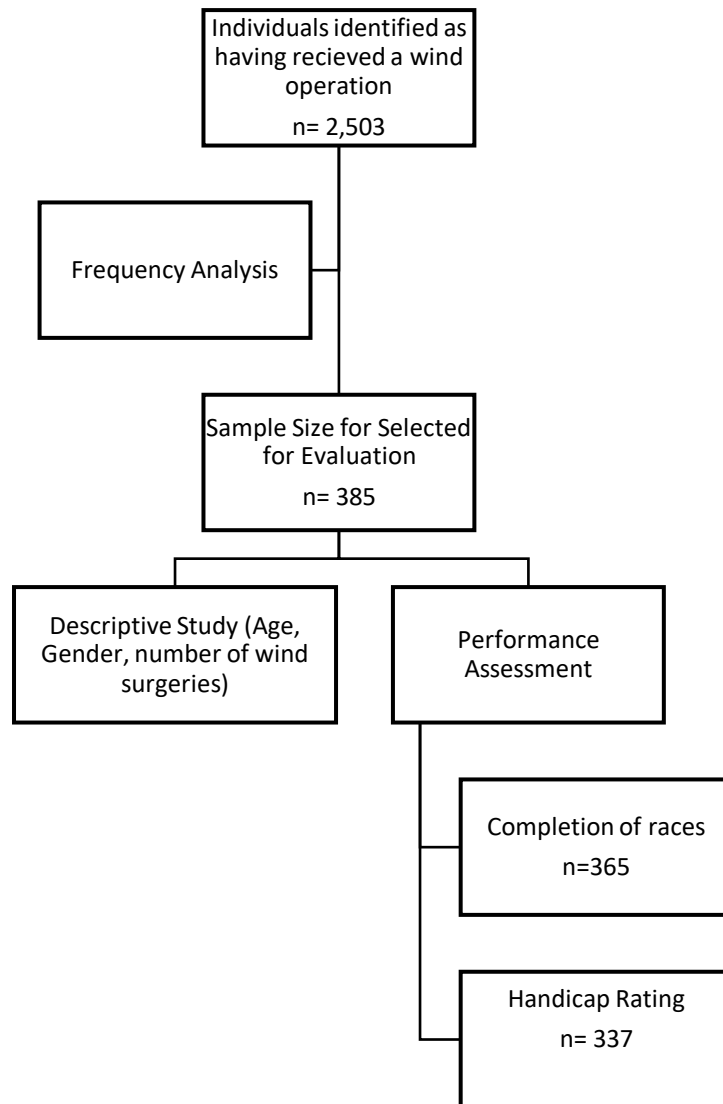 Individuals identified as
having recieved a wind
operation
n= 2,503
Frequency Analysis
Sample Size for Selected
for Evaluation
n= 385
Descriptive Study (Age,
Gender, number of wind
surgeries)
Performance
Assessment
Completion of races
n=365
Handicap Rating
n= 337